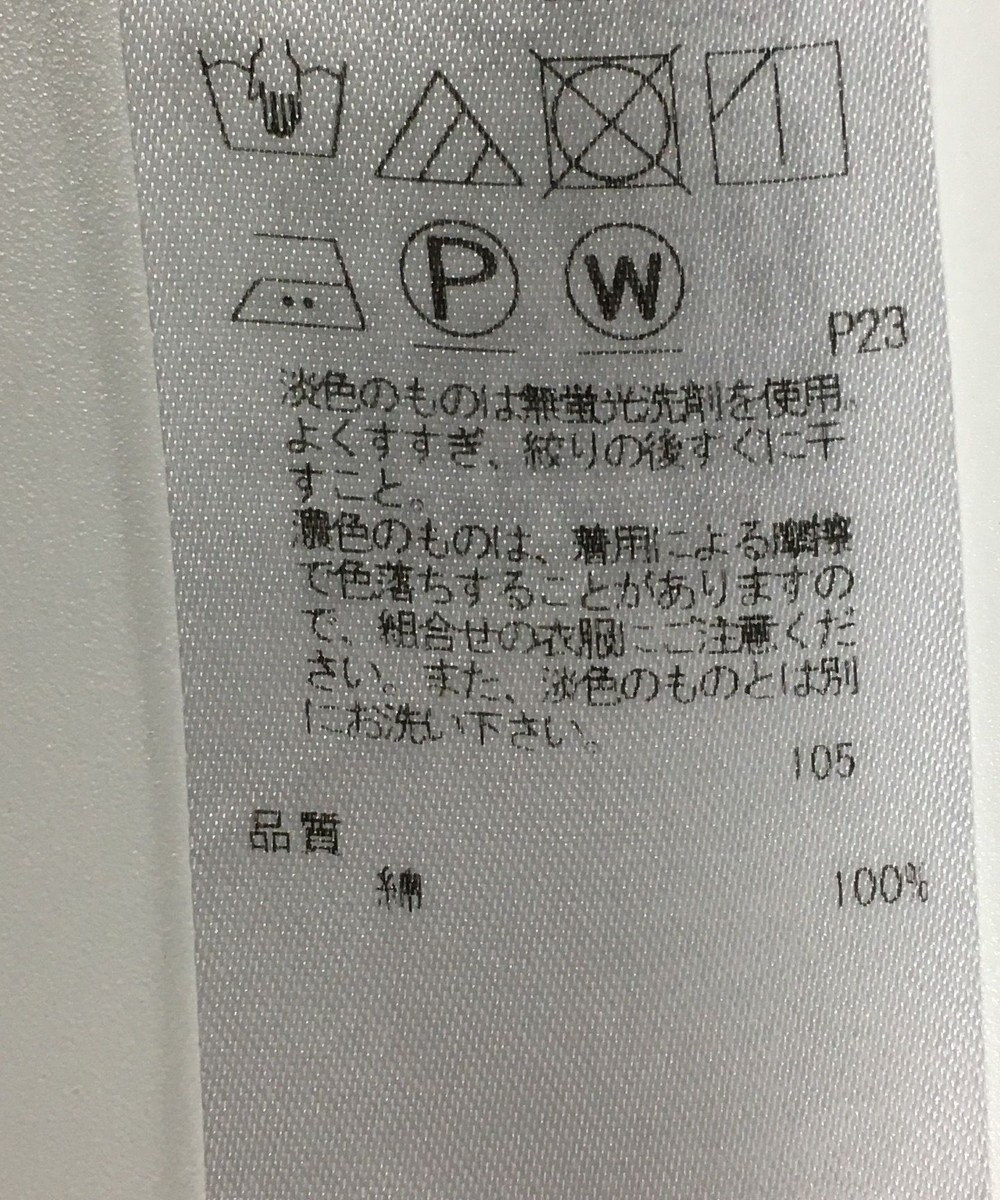 P
W
P23
淡色のものは無蛍光洗剤を使用。
よくすすぎ、絞りの後すぐに干
すこと。
濃色のものは、着用による摩擦
で色落ちすることがありますの
で、組合せの衣服にご注意くだ
さい。また、淡色のものとは別
にお洗い下さい。
105
品質
綿 100%